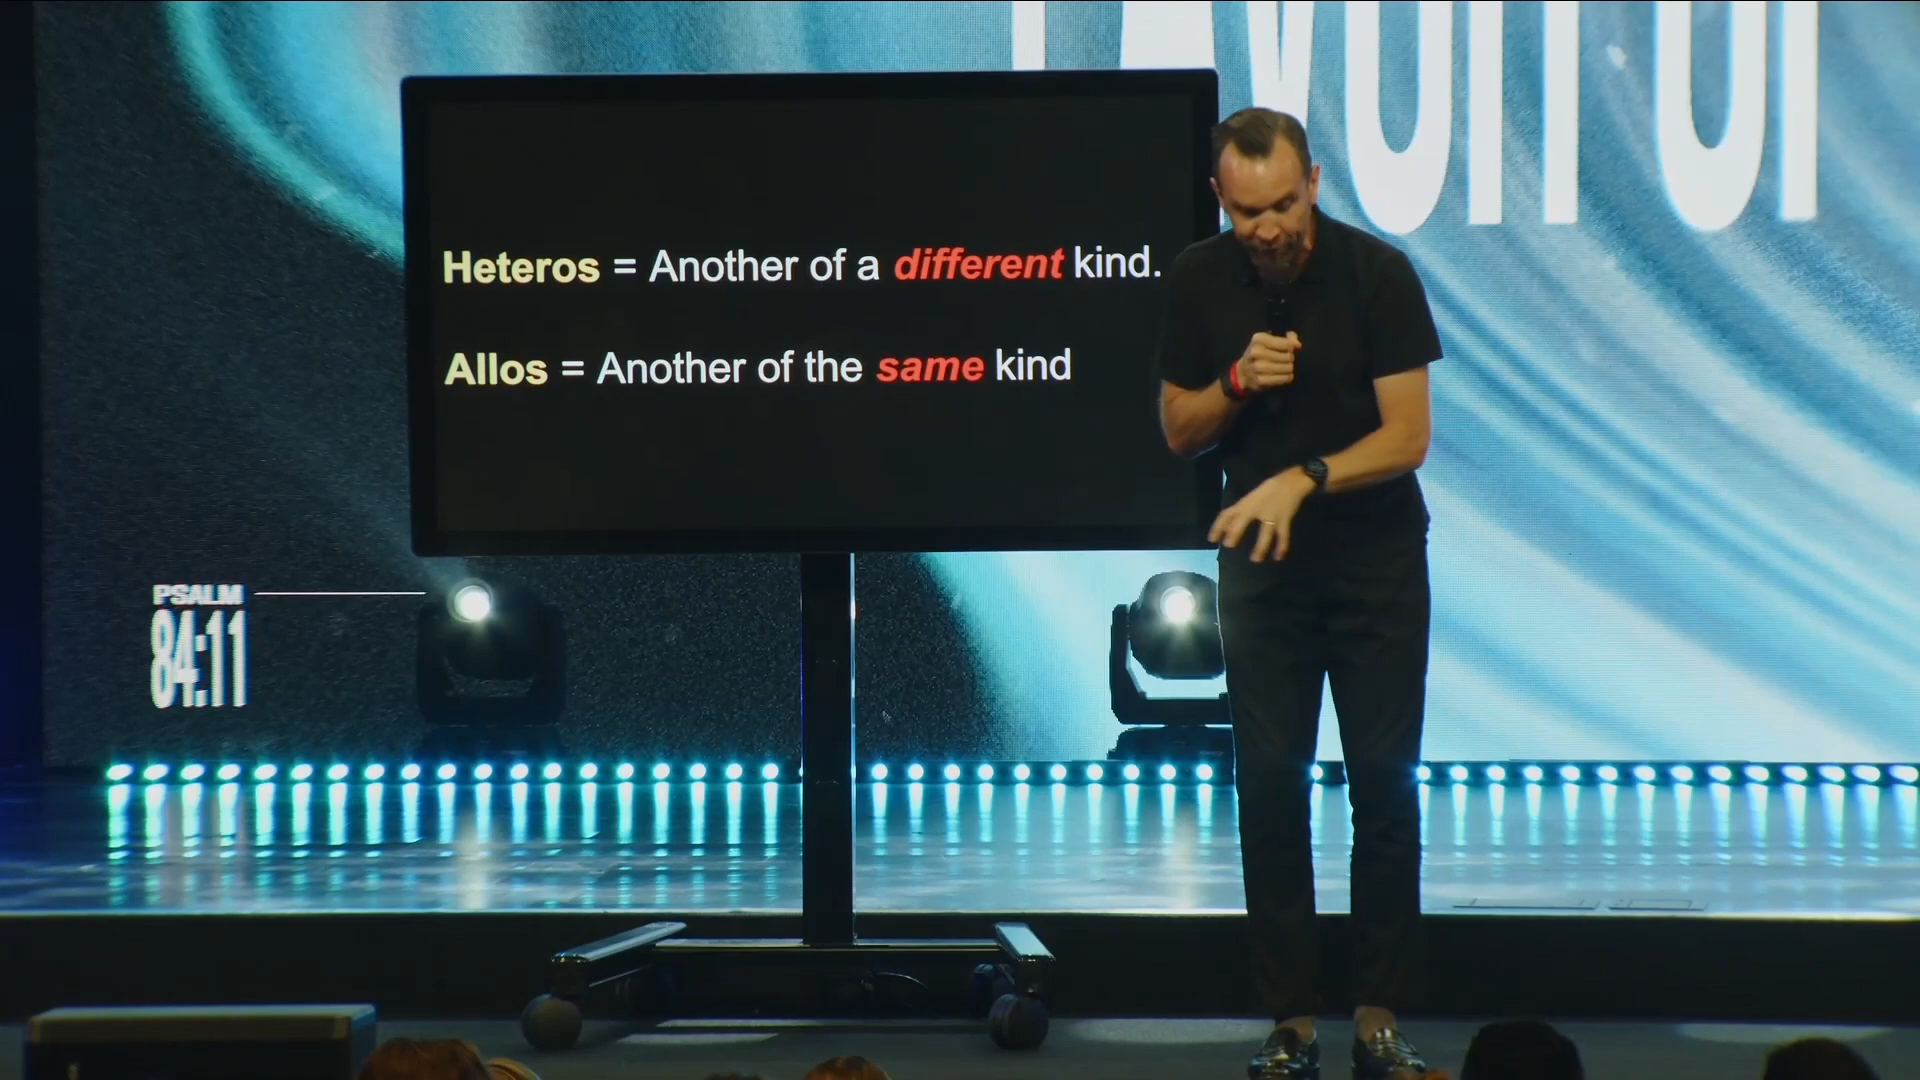 Heteros = Another of a different kind.
Allos = Another of the same kind
PSALM
84:11